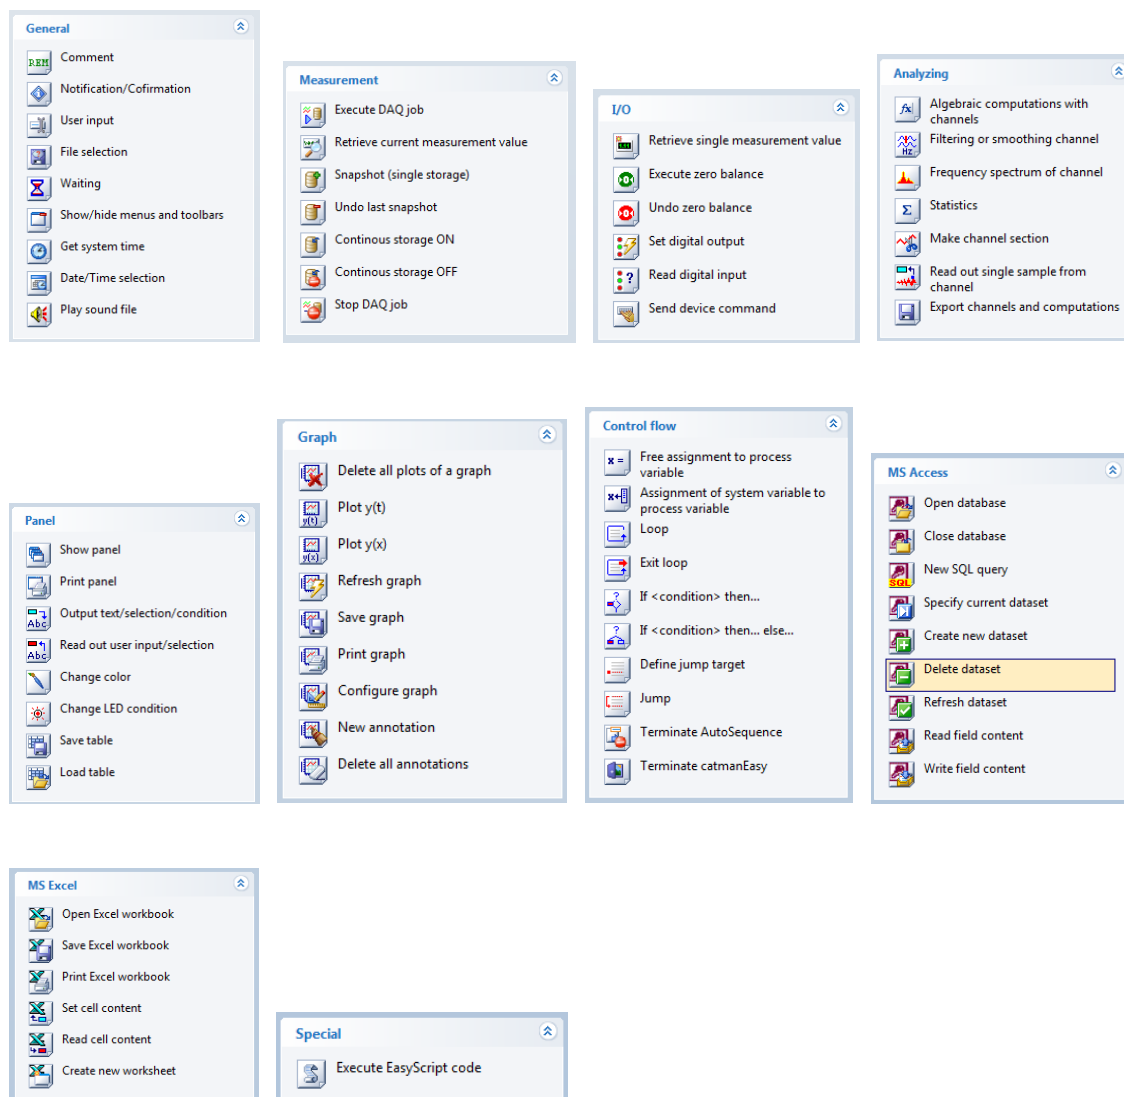 General
REM
Comment
Notification/Cofirmation
User input
File selection
Waiting
Show/hide menus and toolbars
Get system time
Date/Time selection
Play sound file
Measurement
Execute DAQ job
Retrieve current measurement value
Snapshot (single storage)
Undo last snapshot
Continous storage ON
Continous storage OFF
Stop DAQ job
I/O
Retrieve single measurement value
Execute zero balance
Undo zero balance
Set digital output
Read digital input
Send device command
Analyzing
fx
Algebraic computations with
channels
HZ
Filtering or smoothing channel
Frequency spectrum of channel
Σ
Statistics
Make channel section
Read out single sample from
channel
Export channels and computations
Panel
Show panel
Print panel
Abc
Output text/selection/condition
Abc
Read out user input/selection
Change color
Change LED condition
Save table
Load table
Graph
Delete all plots of a graph
y(t)
Plot y(t)
y(x)
Plot y(x)
Refresh graph
Save graph
Print graph
Configure graph
New annotation
Delete all annotations
Control flow
x =
Free assignment to process
variable
x
Assignment of system variable to
process variable
Loop
Exit loop
?
If <condition> then...
?
If <condition> then... else...
Define jump target
Jump
Terminate AutoSequence
Terminate catmanEasy
MS Access
Open database
Close database
SQL
New SQL query
Specify current dataset
Create new dataset
Delete dataset
Refresh dataset
Read field content
Write field content
MS Excel
Open Excel workbook
Save Excel workbook
Print Excel workbook
Set cell content
Read cell content
Create new worksheet
Special
Execute EasyScript code